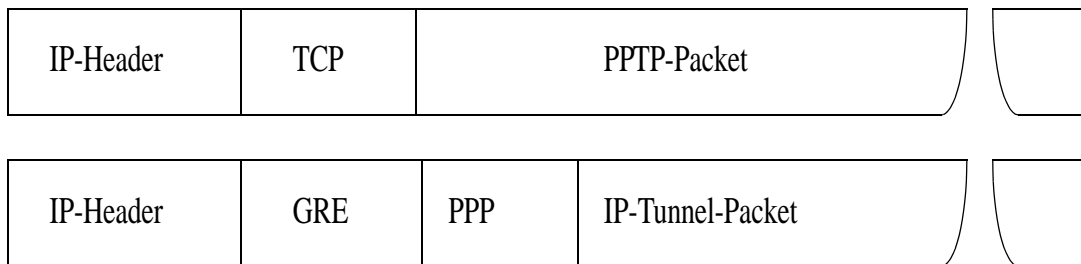 IP-Header TCP PPTP-Packet
IP-Header GRE PPP IP-Tunnel-Packet